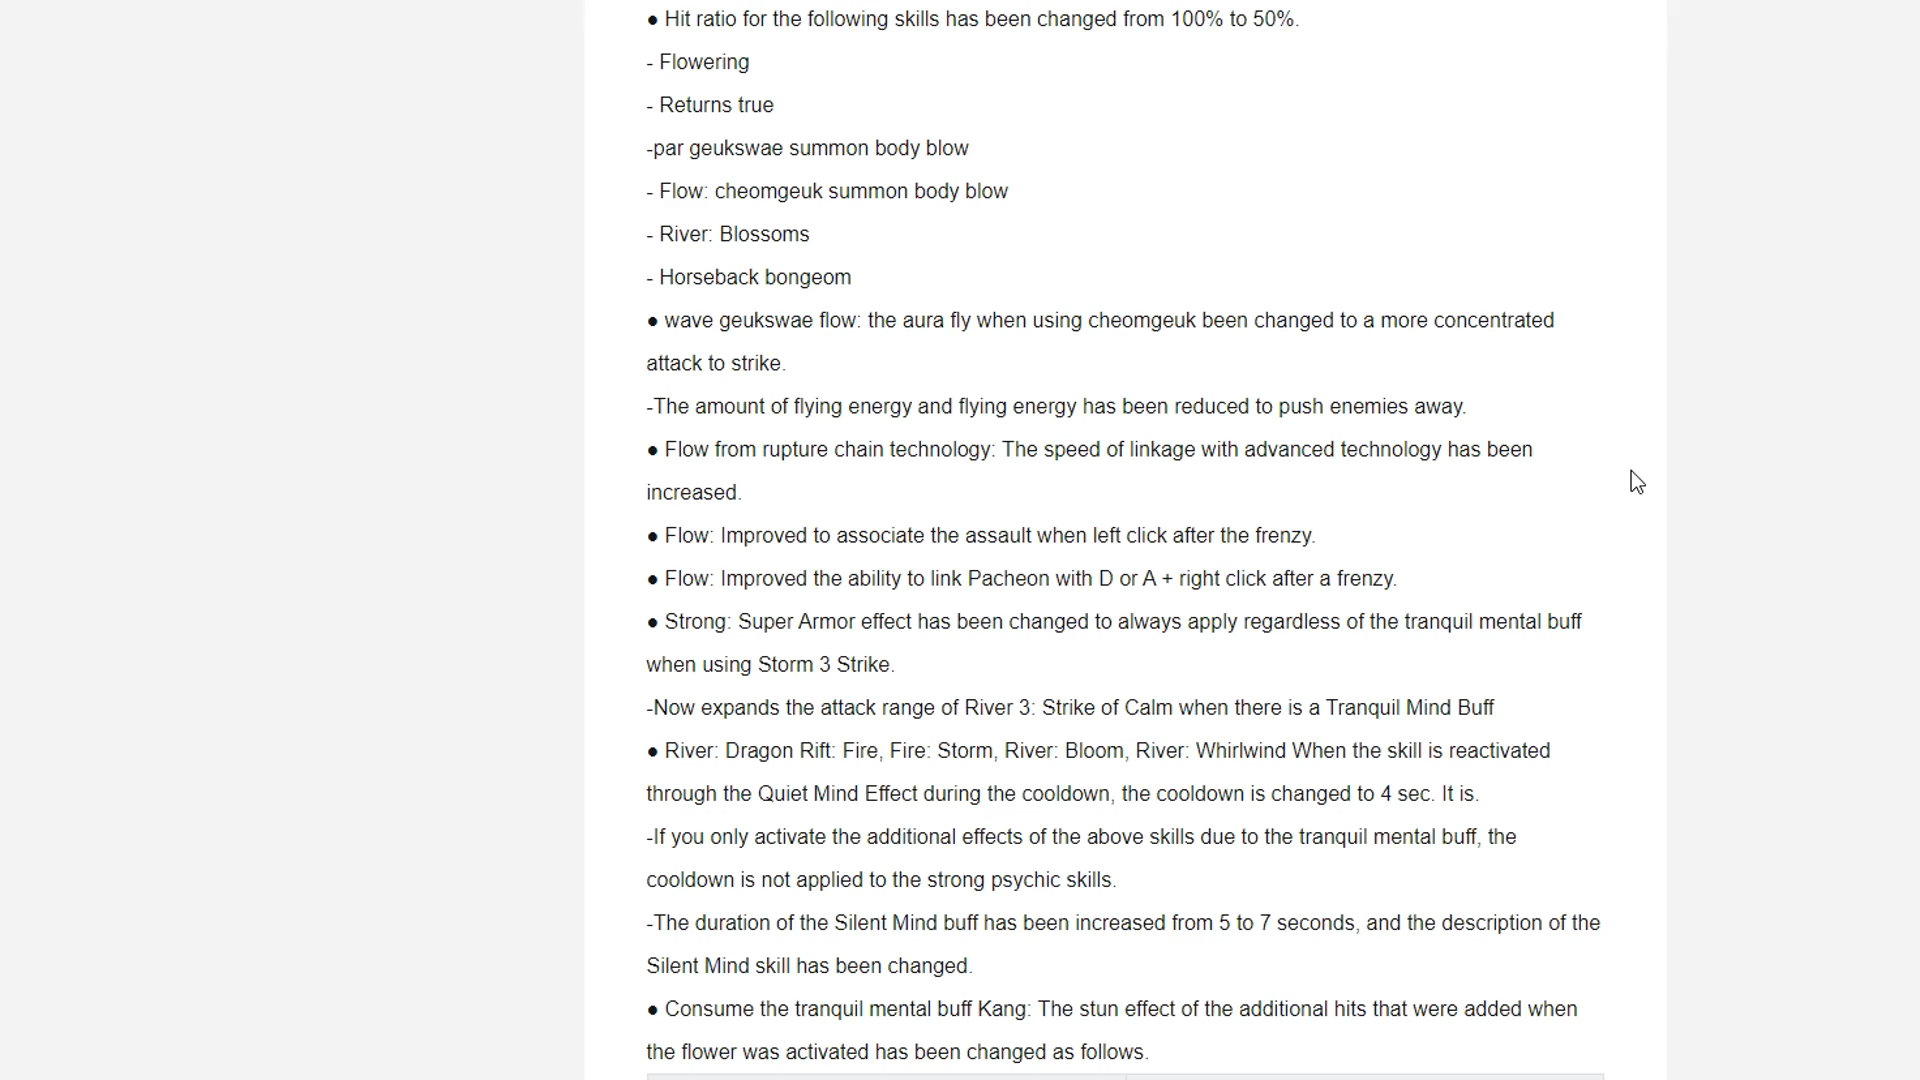 ● Hit ratio for the following skills has been changed from 100% to 50%.
- Flowering
- Returns true
-par geukswae summon body blow
- Flow: cheomgeuk summon body blow
- River: Blossoms
- Horseback bongeom
● wave geukswae flow: the aura fly when using cheomgeuk been changed to a more concentrated
attack to strike.
-The amount of flying energy and flying energy has been reduced to push enemies away.
● Flow from rupture chain technology: The speed of linkage with advanced technology has been
increased.
● Flow: Improved to associate the assault when left click after the frenzy.
● Flow: Improved the ability to link Pacheon with D or A + right click after a frenzy.
● Strong: Super Armor effect has been changed to always apply regardless of the tranquil mental buff
when using Storm 3 Strike.
-Now expands the attack range of River 3: Strike of Calm when there is a Tranquil Mind Buff
● River: Dragon Rift: Fire, Fire: Storm, River: Bloom, River: Whirlwind When the skill is reactivated
through the Quiet Mind Effect during the cooldown, the cooldown is changed to 4 sec. It is.
-If you only activate the additional effects of the above skills due to the tranquil mental buff, the
cooldown is not applied to the strong psychic skills.
-The duration of the Silent Mind buff has been increased from 5 to 7 seconds, and the description of the
Silent Mind skill has been changed.
● Consume the tranquil mental buff Kang: The stun effect of the additional hits that were added when
the flower was activated has been changed as follows.